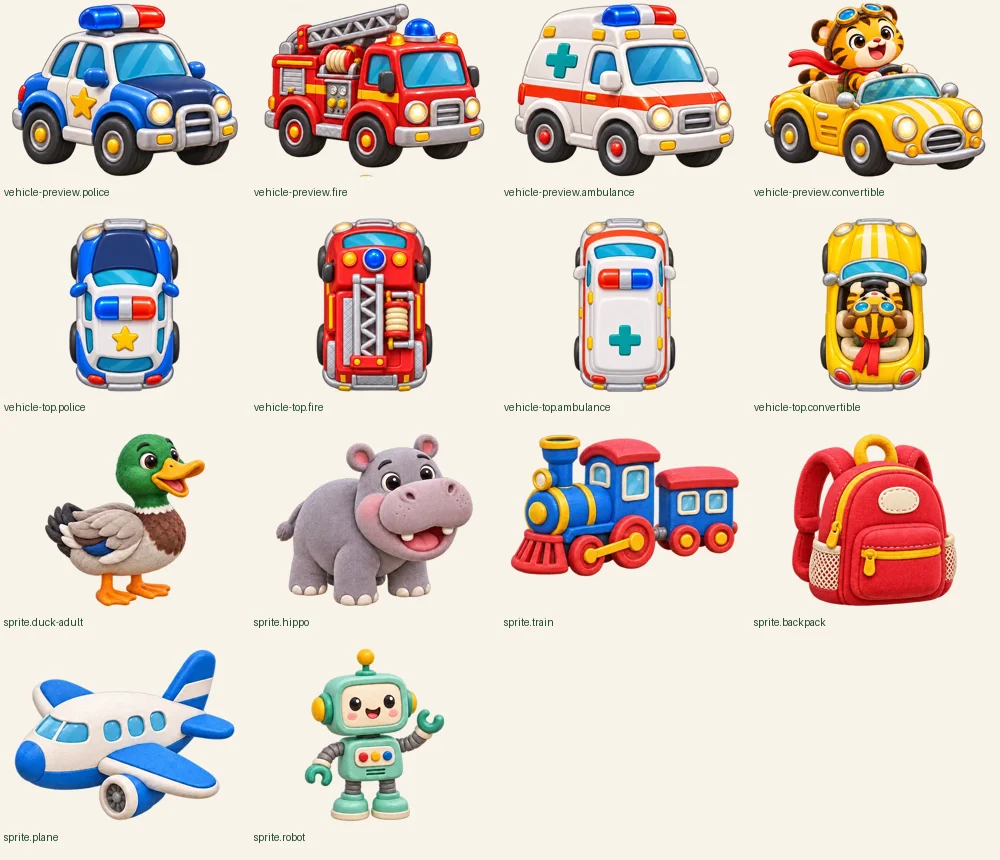 vehicle-preview.police
vehicle-preview.fire
vehicle-preview.ambulance
vehicle-preview.convertible
vehicle-top.police
vehicle-top.fire
vehicle-top.ambulance
vehicle-top.convertible
sprite.duck-adult
sprite.hippo
sprite.train
sprite.backpack
sprite.plane
sprite.robot